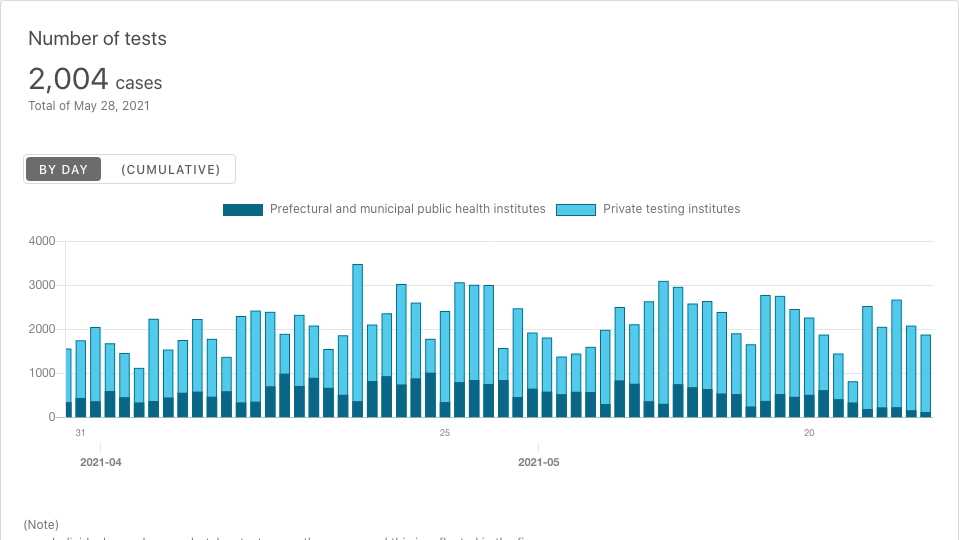 Number of tests
2,004 cases
Total of May 28, 2021
BY DAY (CUMULATIVE)
Prefectural and municipal public health institutes Private testing institutes
4000
3000
2000
1000
0
31 25 20
2021-04 2021-05
(Note)